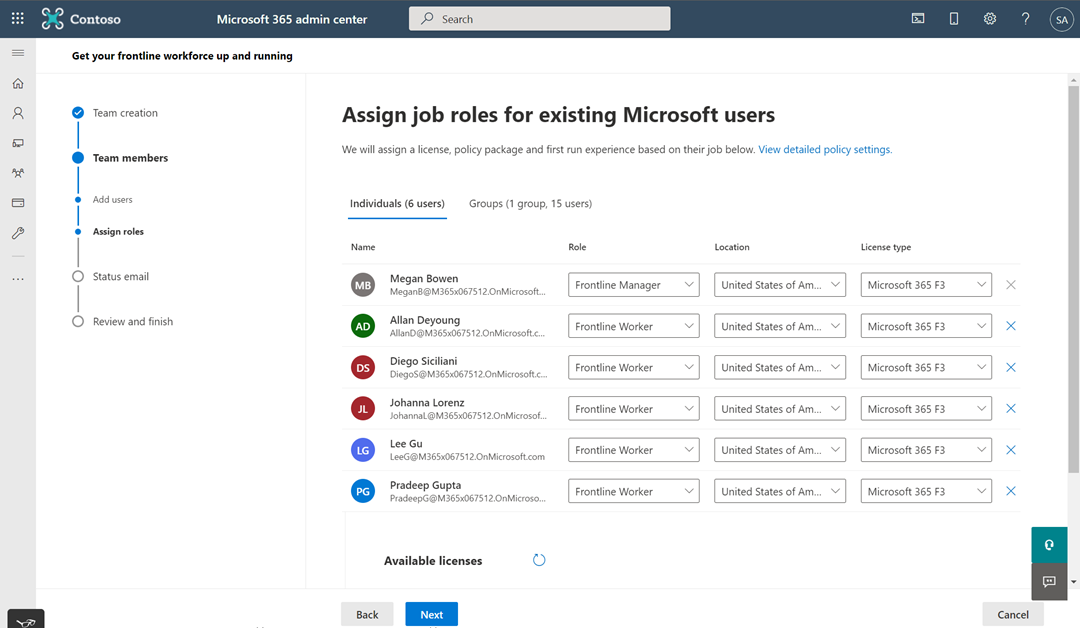 Contoso
Microsoft 365 admin center
Search
SA
Get your frontline workforce up and running
Team creation
Team members
Add users
Assign roles
Status email
Review and finish
Assign job roles for existing Microsoft users
We will assign a license, policy package and first run experience based on their job below. View detailed policy settings.
Individuals (6 users) Groups (1 group, 15 users)
Name Role Location License type
MB Megan Bowen Frontline Manager United States of Am... Microsoft 365 F3
MeganB@M365x067512.OnMicrosoft...
AD Allan Deyoung Frontline Worker United States of Am... Microsoft 365 F3
AllanD@M365x067512.OnMicrosoft.c...
DS Diego Siciliani Frontline Worker United States of Am... Microsoft 365 F3
DiegoS@M365x067512.OnMicrosoft.c...
JL Johanna Lorenz Frontline Worker United States of Am... Microsoft 365 F3
JohannaL@M365x067512.OnMicrosof...
LG Lee Gu Frontline Worker United States of Am... Microsoft 365 F3
LeeG@M365x067512.OnMicrosoft.com
PG Pradeep Gupta Frontline Worker United States of Am... Microsoft 365 F3
PradeepG@M365x067512.OnMicroso...
Available licenses
Back Next Cancel